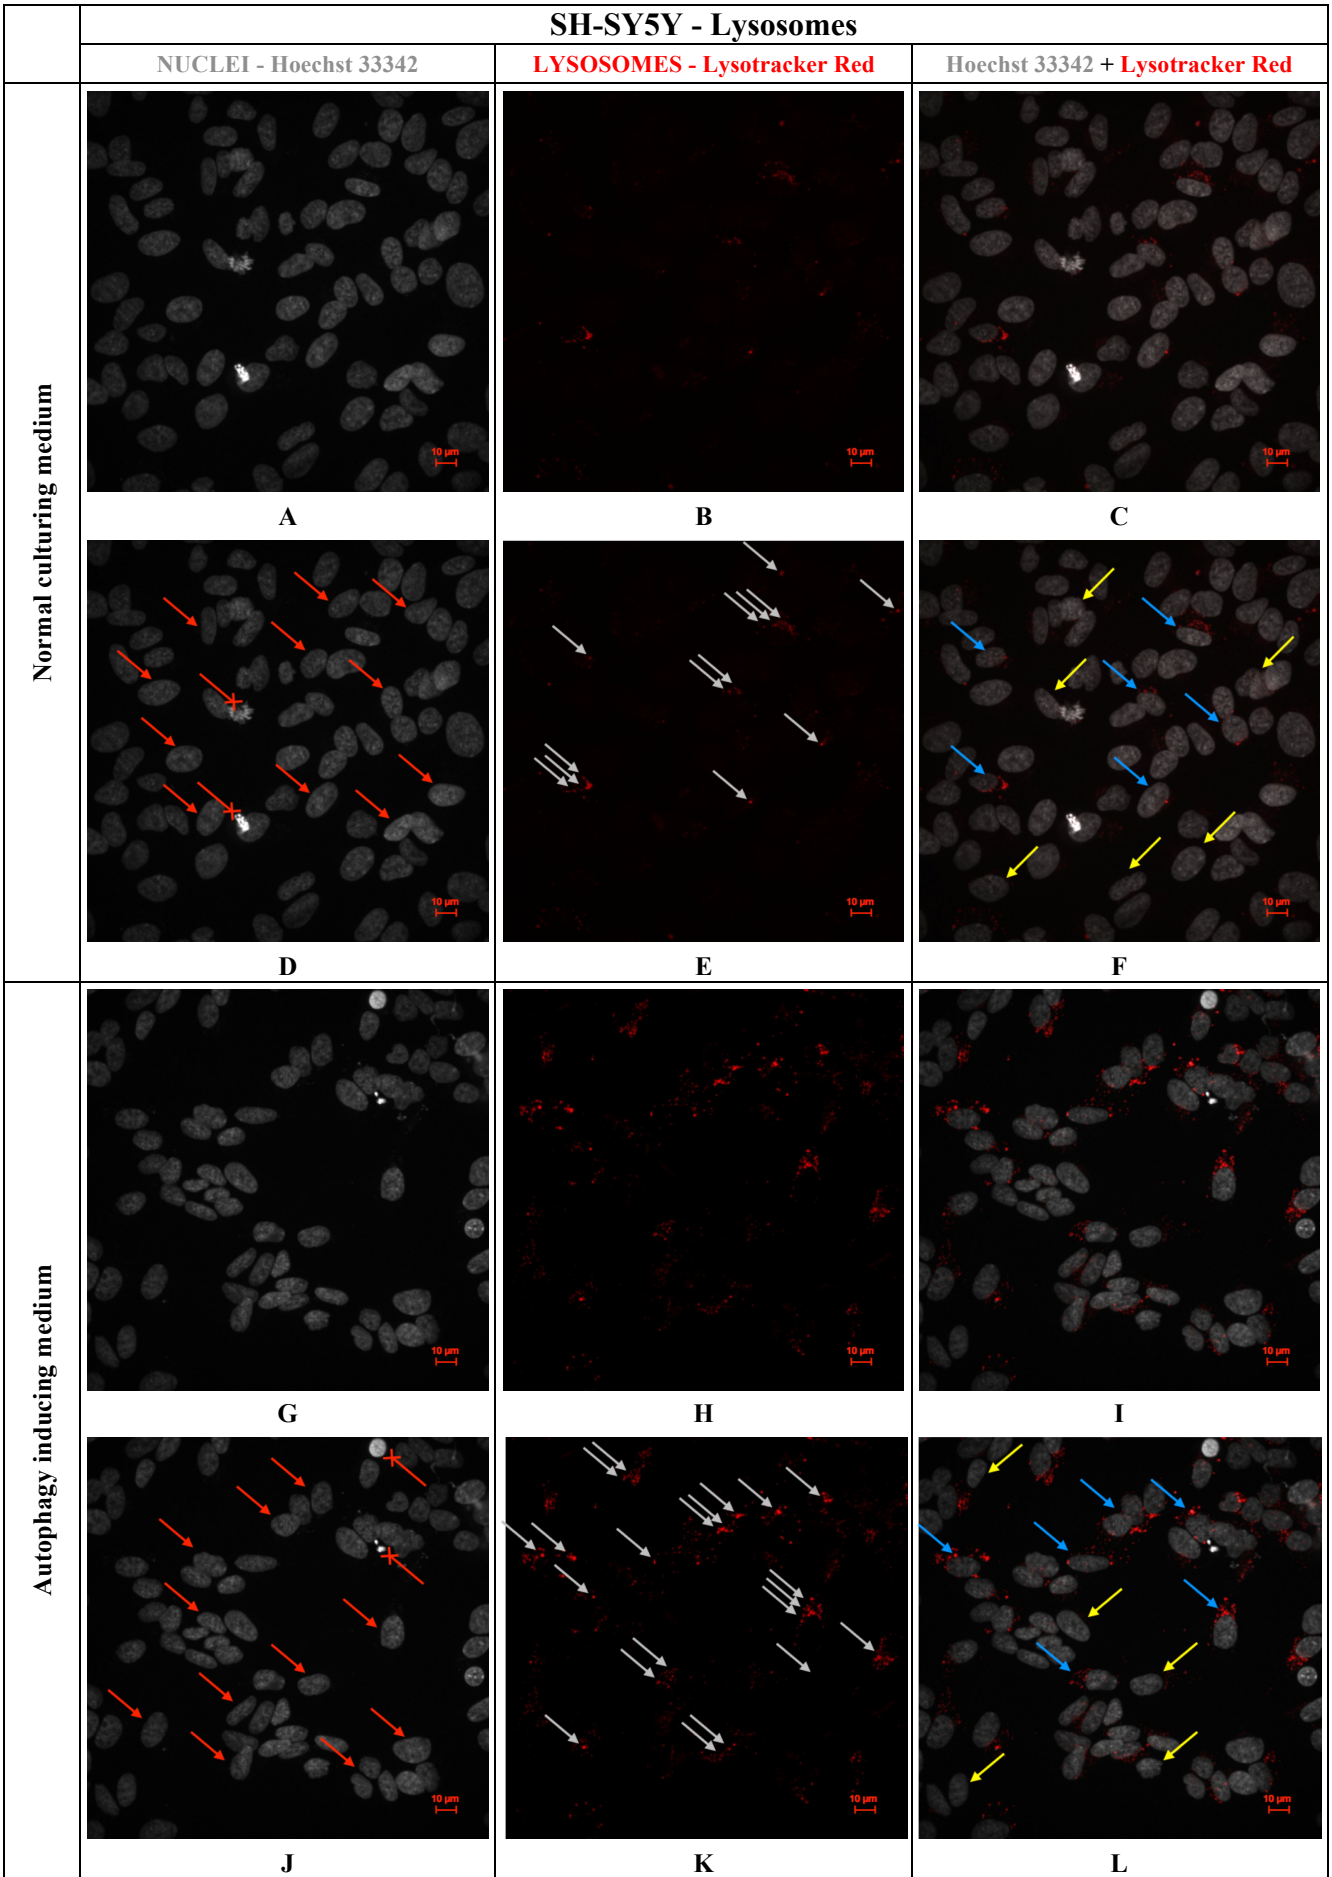 SH-SY5Y - Lysosomes
NUCLEI - Hoechst 33342
LYSOSOMES - Lysotracker Red
Hoechst 33342 + Lysotracker Red
Normal culturing medium
10 µm
10 µm
10 µm
A
B
C
10 µm
10 µm
10 µm
D
E
F
Autophagy inducing medium
10 µm
10 µm
10 µm
G
H
I
10 µm
10 µm
10 µm
J
K
L